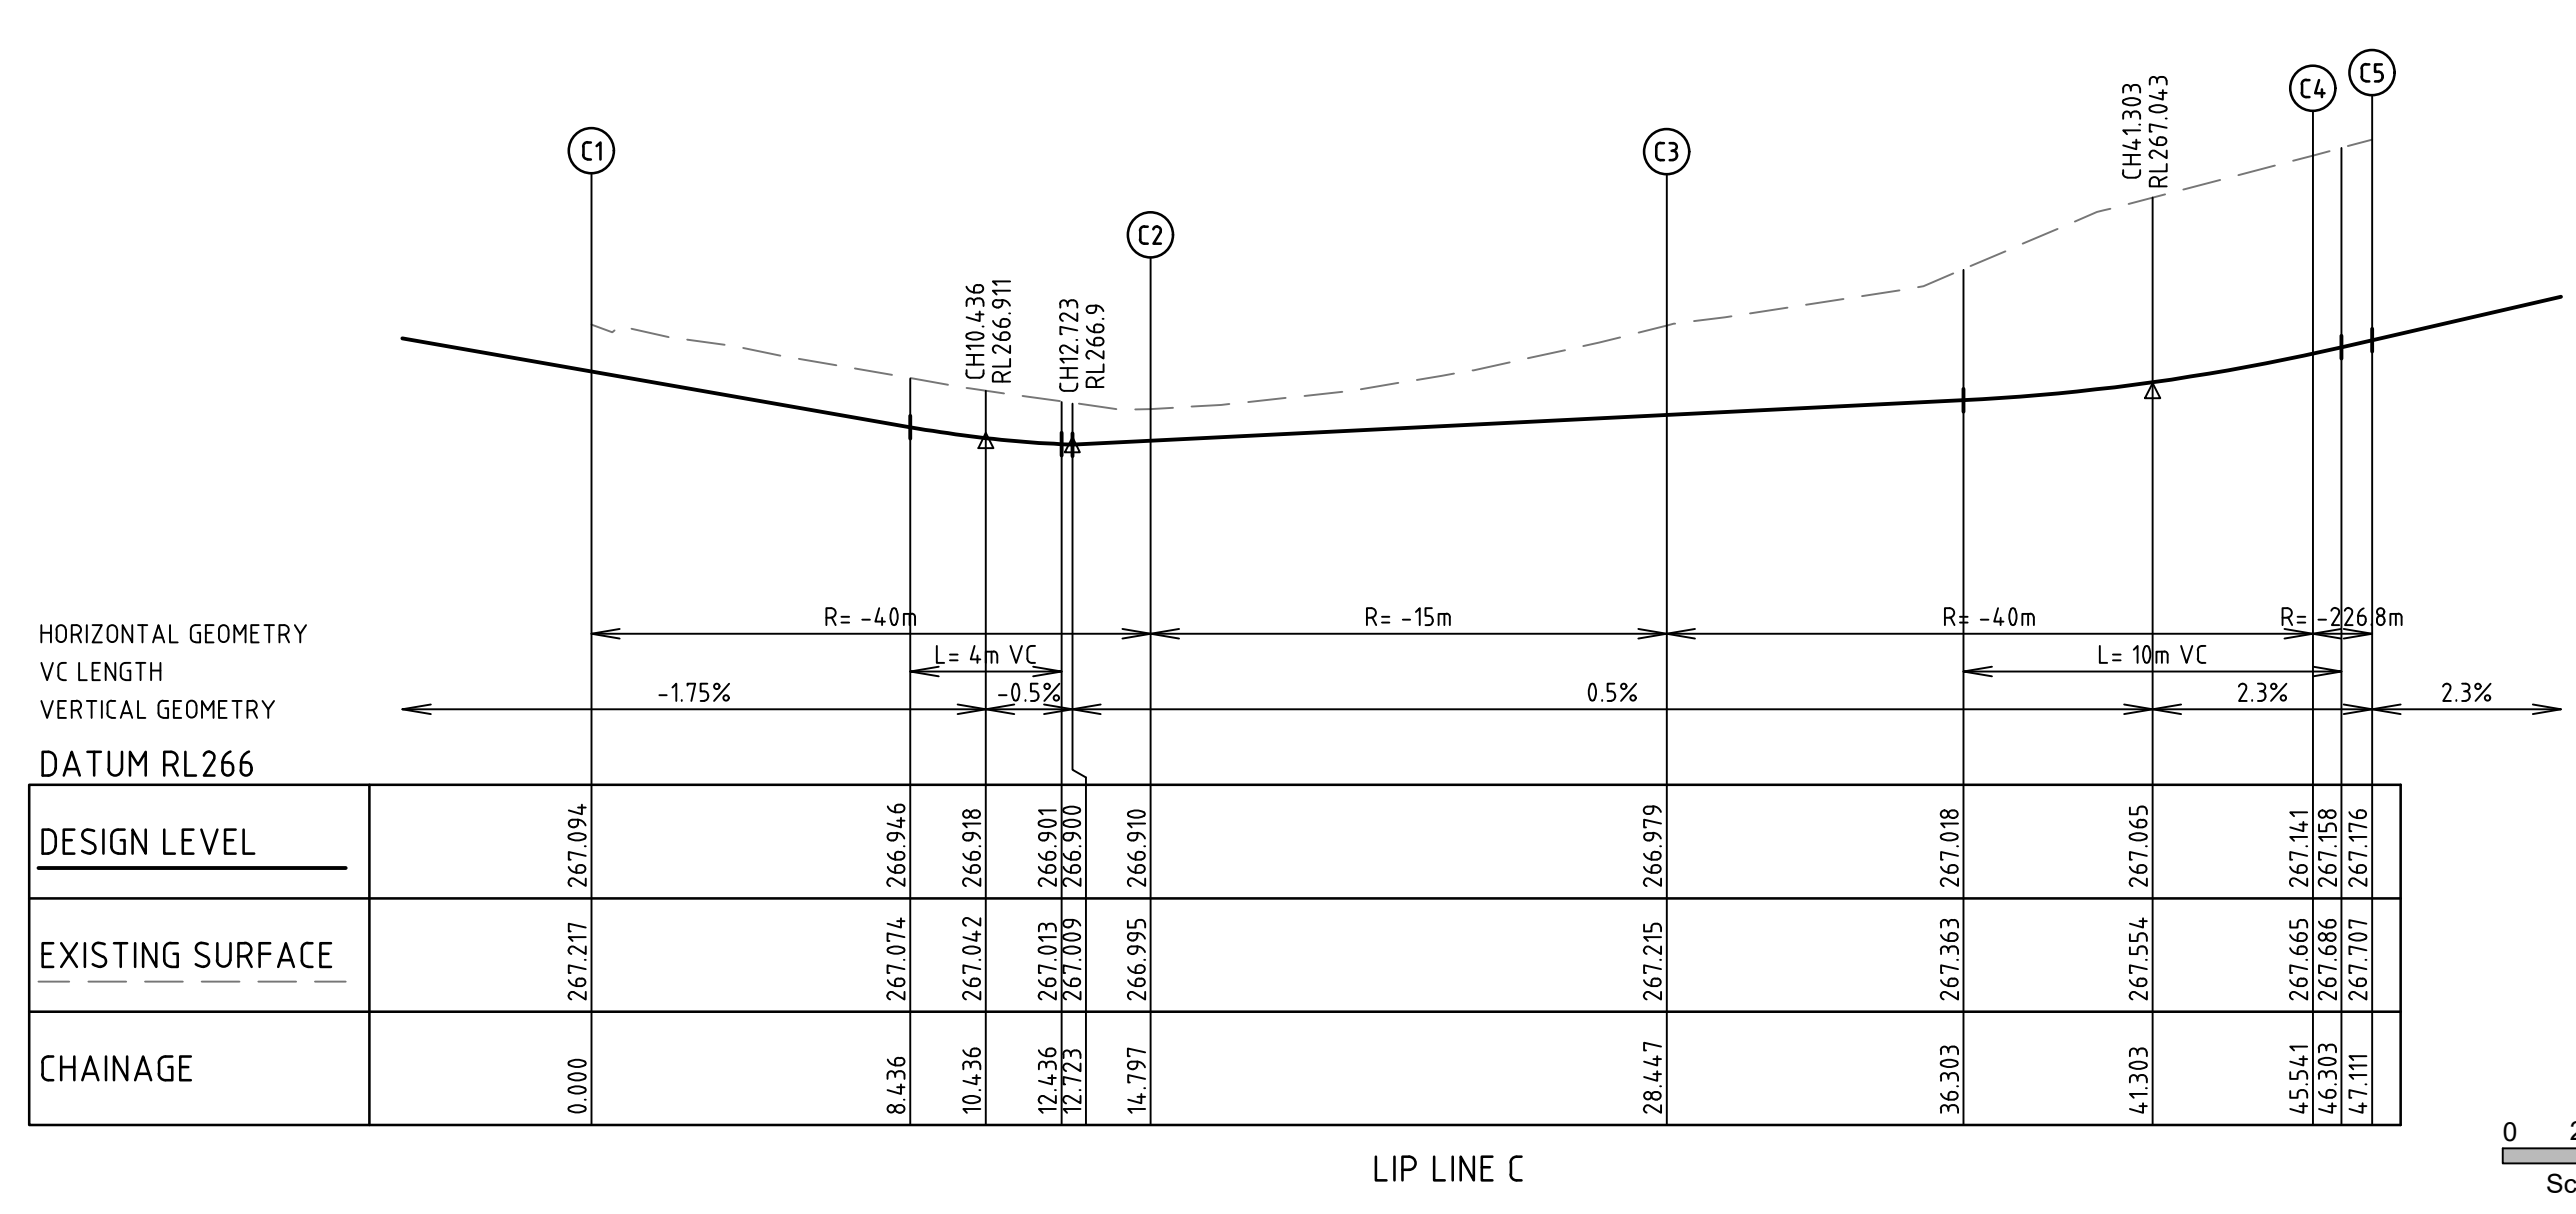 C1
C2
C3
C4
C5
CH10.436
RL266.911
CH12.723
RL266.9
CH41.303
RL267.043
HORIZONTAL GEOMETRY
R= -40m
R= -15m
R= -40m
R= -226.8m
VC LENGTH
L= 4m VC
L= 10m VC
VERTICAL GEOMETRY
-1.75%
-0.5%
0.5%
2.3%
2.3%
DATUM RL266
DESIGN LEVEL
267.094
266.946
266.918
266.901
266.900
266.910
266.979
267.018
267.065
267.141
267.158
267.176
EXISTING SURFACE
267.217
267.074
267.042
267.013
267.009
266.995
267.215
267.363
267.554
267.665
267.686
267.707
CHAINAGE
0.000
8.436
10.436
12.436
12.723
14.797
28.447
36.303
41.303
45.541
46.303
47.111
LIP LINE C
0
Sc